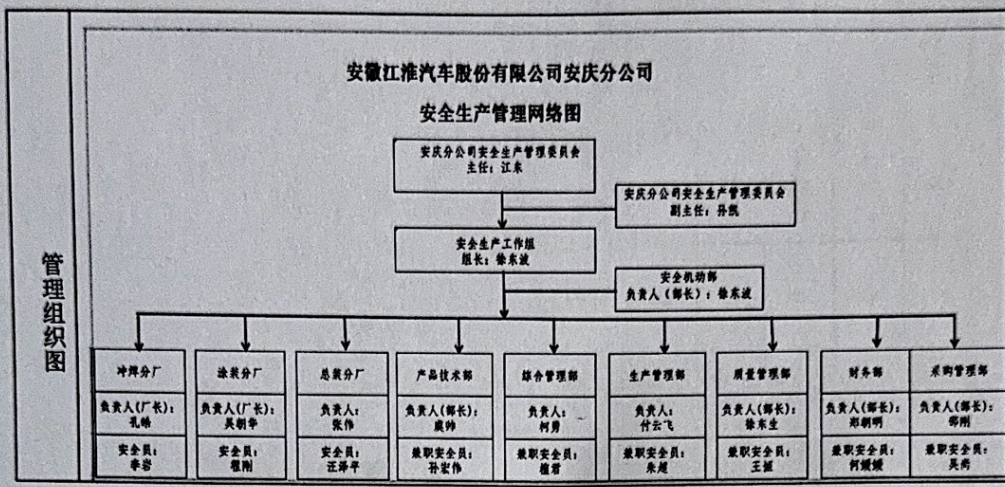 安徽江淮汽车股份有限公司安庆分公司
安全生产管理网络图
安庆分公司安全生产管理委员会
主任：江东
安庆分公司安全生产管理委员会
副主任：孙凯
安全生产工作组
组长：徐东波
安全机动部
负责人（部长）：徐东波
管理组织图
冲焊分厂
负责人(厂长)：
孔皓
安全员：
李岩
涂装分厂
负责人(厂长)：
吴朝华
安全员：
程刚
总装分厂
负责人：
张伟
安全员：
汪泽平
产品技术部
负责人(部长)：
虞帅
兼职安全员：
孙宏伟
综合管理部
负责人：
柯勇
兼职安全员：
檀君
生产管理部
负责人：
付云飞
兼职安全员：
朱超
质量管理部
负责人(部长)：
徐东生
兼职安全员：
王恒
财务部
负责人(部长)：
郑朝明
兼职安全员：
何媛媛
采购管理部
负责人(部长)：
邵刚
兼职安全员：
吴尚